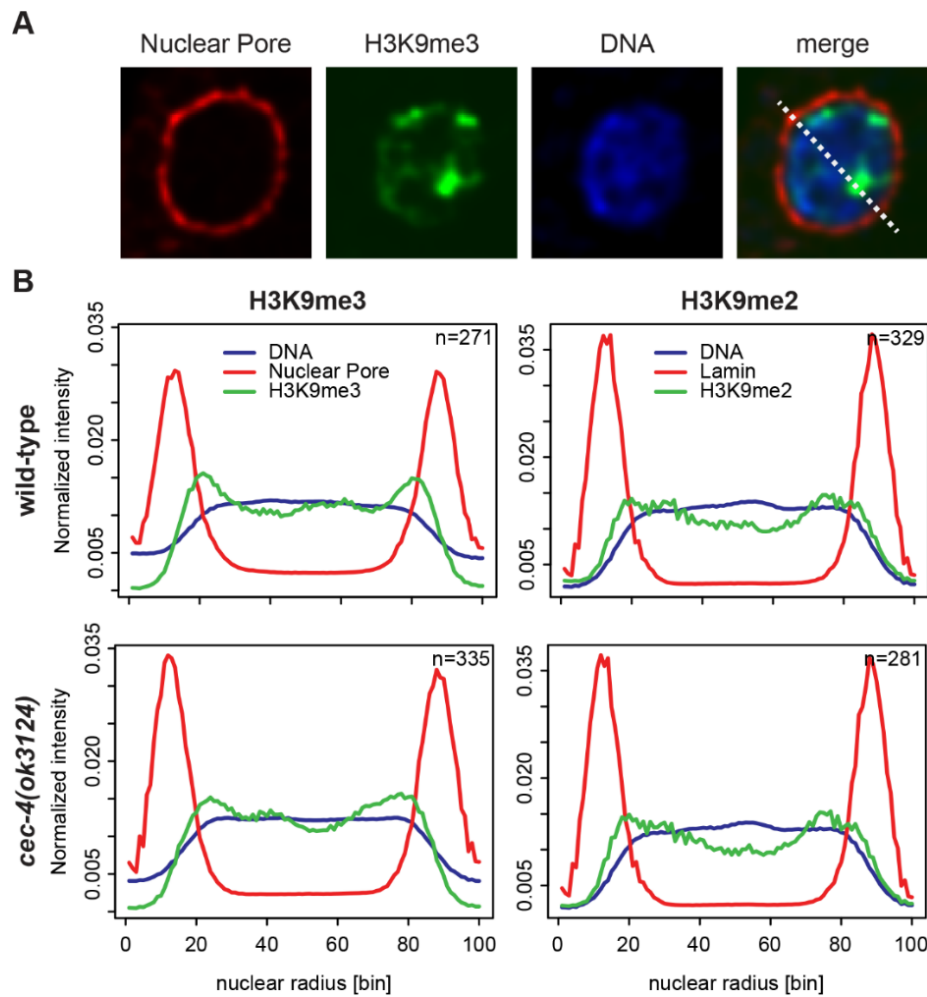 A
Nuclear Pore H3K9me3 DNA merge
B
H3K9me3 H3K9me2
wild-type
Normalized intensity
0.035
0.020
0.005
n=271
DNA
Nuclear Pore
H3K9me3
0.035
0.020
0.005
n=329
DNA
Lamin
H3K9me2
cec-4(ok3124)
Normalized intensity
0.035
0.020
0.005
n=335
0 20 40 60 80 100
nuclear radius [bin]
0.035
0.020
0.005
n=281
0 20 40 60 80 100
nuclear radius [bin]